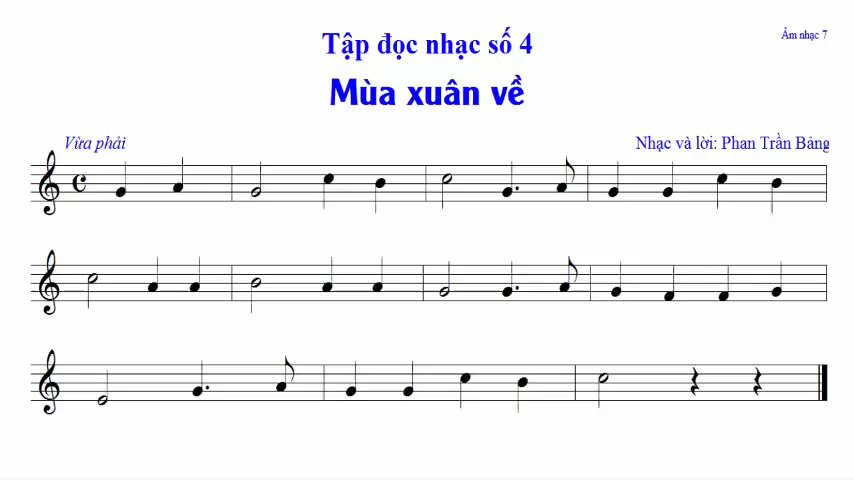 Tập đọc nhạc số 4
Âm nhạc 7
Mùa xuân về
Vừa phải
Nhạc và lời: Phan Trần Bảng